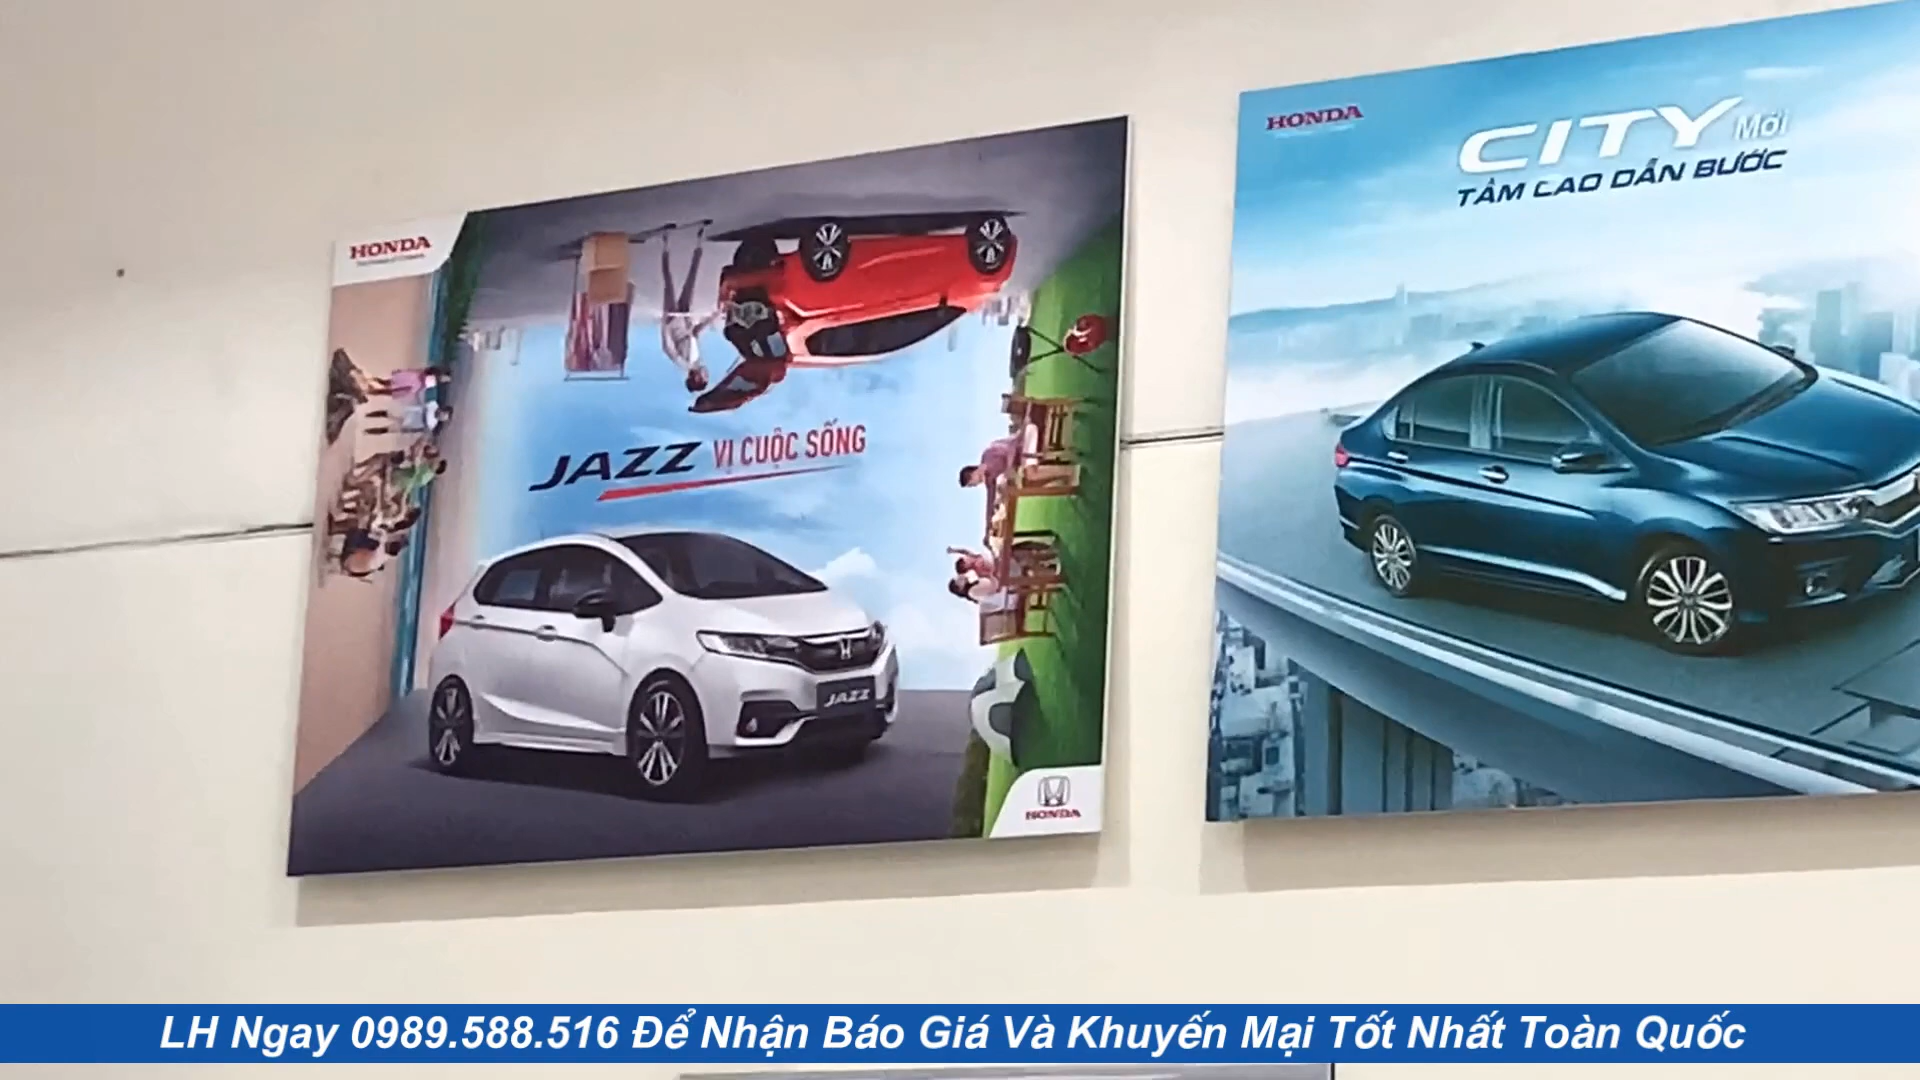 HONDA
JAZZ VỊ CUỘC SỐNG
JAZZ
HONDA
HONDA
CITY Mới
TẦM CAO DẪN BƯỚC
LH Ngay 0989.588.516 Để Nhận Báo Giá Và Khuyến Mại Tốt Nhất Toàn Quốc